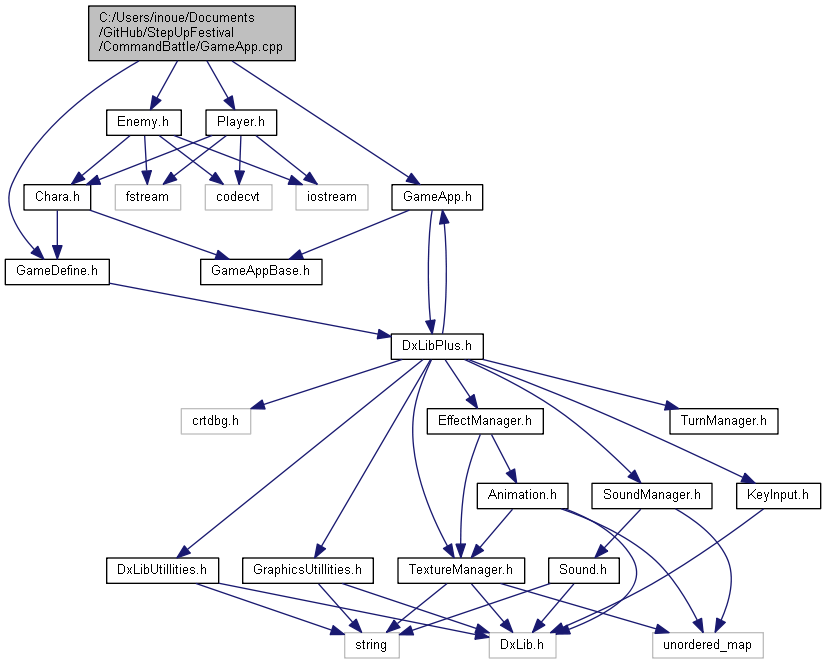 C:/Users/inoue/Documents
/GitHub/StepUpFestival
/CommandBattle/GameApp.cpp
Enemy.h
Player.h
Chara.h
fstream
codecvt
iostream
GameApp.h
GameDefine.h
GameAppBase.h
DxLibPlus.h
crtdbg.h
EffectManager.h
TurnManager.h
Animation.h
SoundManager.h
KeyInput.h
DxLibUtillities.h
GraphicsUtillities.h
TextureManager.h
Sound.h
string
DxLib.h
unordered_map